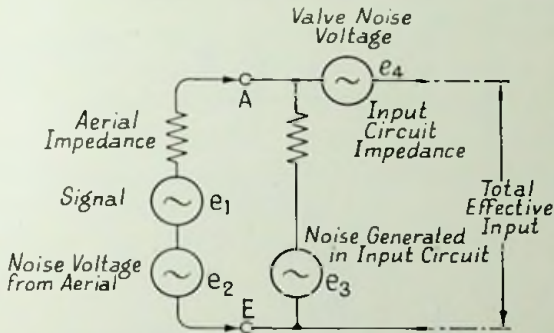 Valve Noise
Voltage
e4
A
Aerial
Impedance
Input
Circuit
Impedance
Signal
e1
Total
Effective
Input
Noise Voltage
from Aerial
e2
Noise Generated
in Input Circuit
e3
E